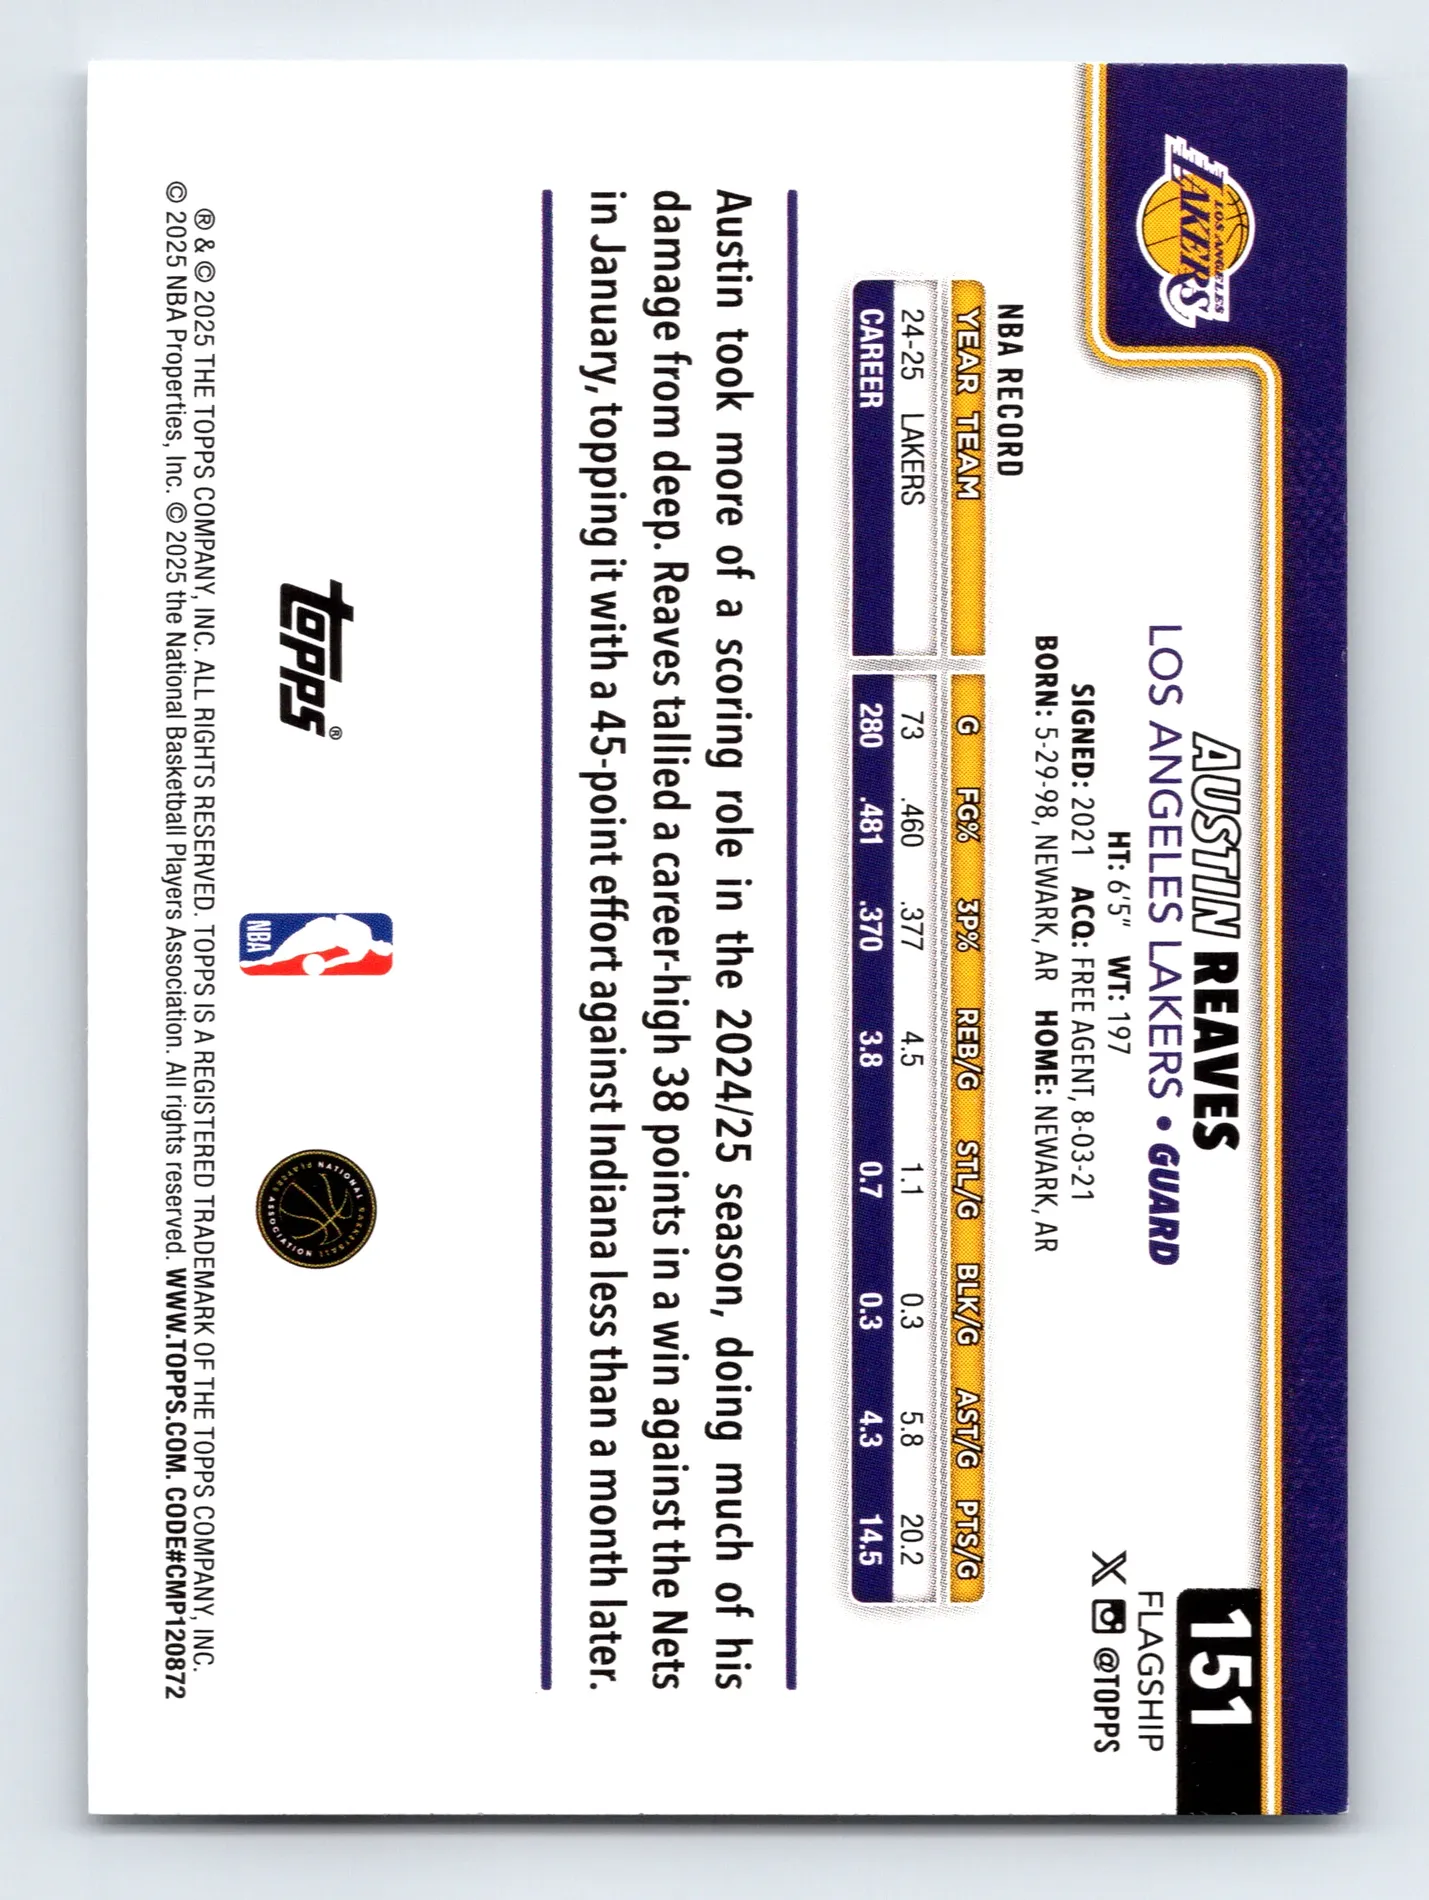 LOS ANGELES
LAKERS
151
AUSTIN REAVES
FLAGSHIP
LOS ANGELES LAKERS • GUARD
@TOPPS
HT: 6'5" WT: 197
SIGNED: 2021 ACQ: FREE AGENT, 8-03-21
BORN: 5-29-98, NEWARK, AR HOME: NEWARK, AR
NBA RECORD
YEAR TEAM G FG% 3P% REB/G STL/G BLK/G AST/G PTS/G
24-25 LAKERS 73 .460 .377 4.5 1.1 0.3 5.8 20.2
CAREER 280 .481 .370 3.8 0.7 0.3 4.3 14.5
Austin took more of a scoring role in the 2024/25 season, doing much of his
damage from deep. Reaves tallied a career-high 38 points in a win against the Nets
in January, topping it with a 45-point effort against Indiana less than a month later.
topps®
NBA
NATIONAL BASKETBALL PLAYERS ASSOCIATION
® & © 2025 THE TOPPS COMPANY, INC. ALL RIGHTS RESERVED. TOPPS IS A REGISTERED TRADEMARK OF THE TOPPS COMPANY, INC.
© 2025 NBA Properties, Inc. © 2025 the National Basketball Players Association. All rights reserved. WWW.TOPPS.COM. CODE#CMP120872